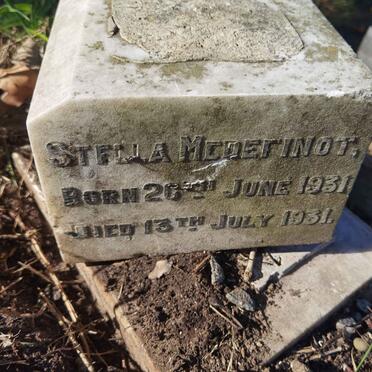 STELLA MEDEFINOT,
BORN 26TH JUNE 1931
DIED 13TH JULY 1931.